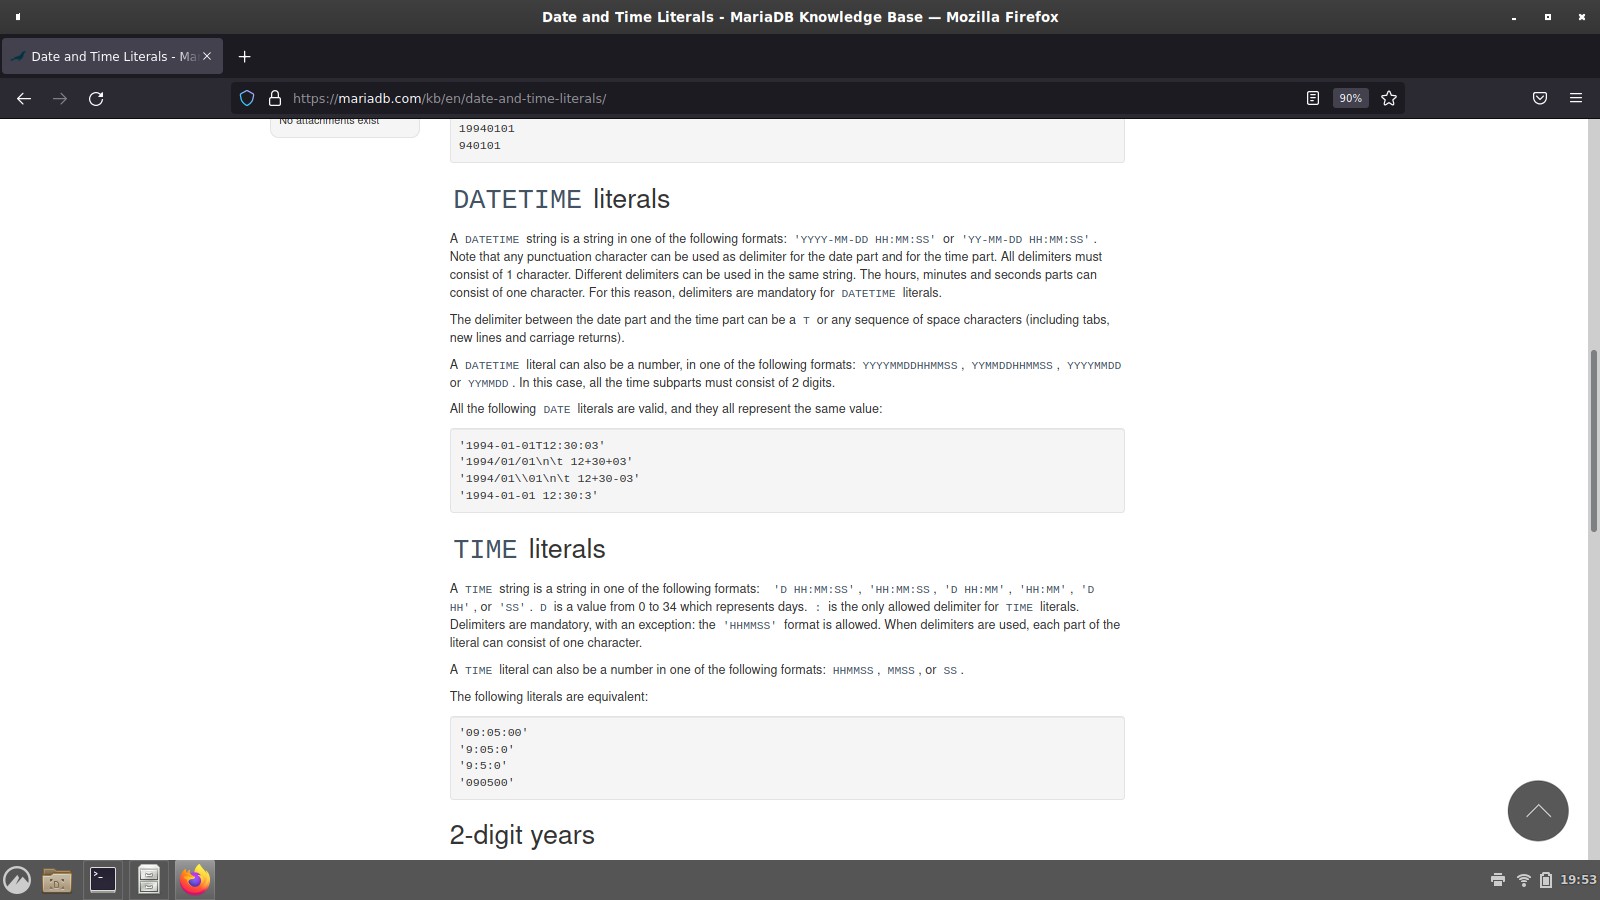 Date and Time Literals - MariaDB Knowledge Base — Mozilla Firefox
Date and Time Literals - Ma
https://mariadb.com/kb/en/date-and-time-literals/
90%
No attachments exist
19940101
940101
DATETIME literals
A DATETIME string is a string in one of the following formats: 'YYYY-MM-DD HH:MM:SS' or 'YY-MM-DD HH:MM:SS'.
Note that any punctuation character can be used as delimiter for the date part and for the time part. All delimiters must
consist of 1 character. Different delimiters can be used in the same string. The hours, minutes and seconds parts can
consist of one character. For this reason, delimiters are mandatory for DATETIME literals.
The delimiter between the date part and the time part can be a T or any sequence of space characters (including tabs,
new lines and carriage returns).
A DATETIME literal can also be a number, in one of the following formats: YYYYMMDDHHMMSS, YYMMDDHHMMSS, YYYYMMDD
or YYMMDD. In this case, all the time subparts must consist of 2 digits.
All the following DATE literals are valid, and they all represent the same value:
'1994-01-01T12:30:03'
'1994/01/01\n\t 12+30+03'
'1994/01\\01\n\t 12+30-03'
'1994-01-01 12:30:3'
TIME literals
A TIME string is a string in one of the following formats: 'D HH:MM:SS', 'HH:MM:SS, 'D HH:MM', 'HH:MM', 'D
HH', or 'SS'. D is a value from 0 to 34 which represents days. : is the only allowed delimiter for TIME literals.
Delimiters are mandatory, with an exception: the 'HHMMSS' format is allowed. When delimiters are used, each part of the
literal can consist of one character.
A TIME literal can also be a number in one of the following formats: HHMMSS, MMSS, or SS.
The following literals are equivalent:
'09:05:00'
'9:05:0'
'9:5:0'
'090500'
2-digit years
19:53